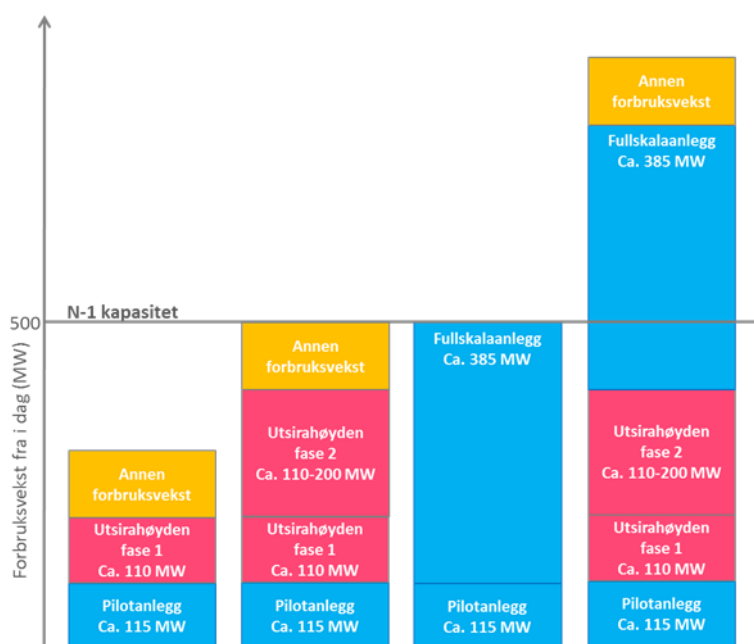 Forbruksvekst fra i dag (MW)
500
N-1 kapasitet
Annen
forbruksvekst
Utsirahøyden
fase 1
Ca. 110 MW
Pilotanlegg
Ca. 115 MW
Annen
forbruksvekst
Utsirahøyden
fase 2
Ca. 110-200 MW
Utsirahøyden
fase 1
Ca. 110 MW
Pilotanlegg
Ca. 115 MW
Fullskalaanlegg
Ca. 385 MW
Pilotanlegg
Ca. 115 MW
Annen
forbruksvekst
Fullskalaanlegg
Ca. 385 MW
Utsirahøyden
fase 2
Ca. 110-200 MW
Utsirahøyden
fase 1
Ca. 110 MW
Pilotanlegg
Ca. 115 MW